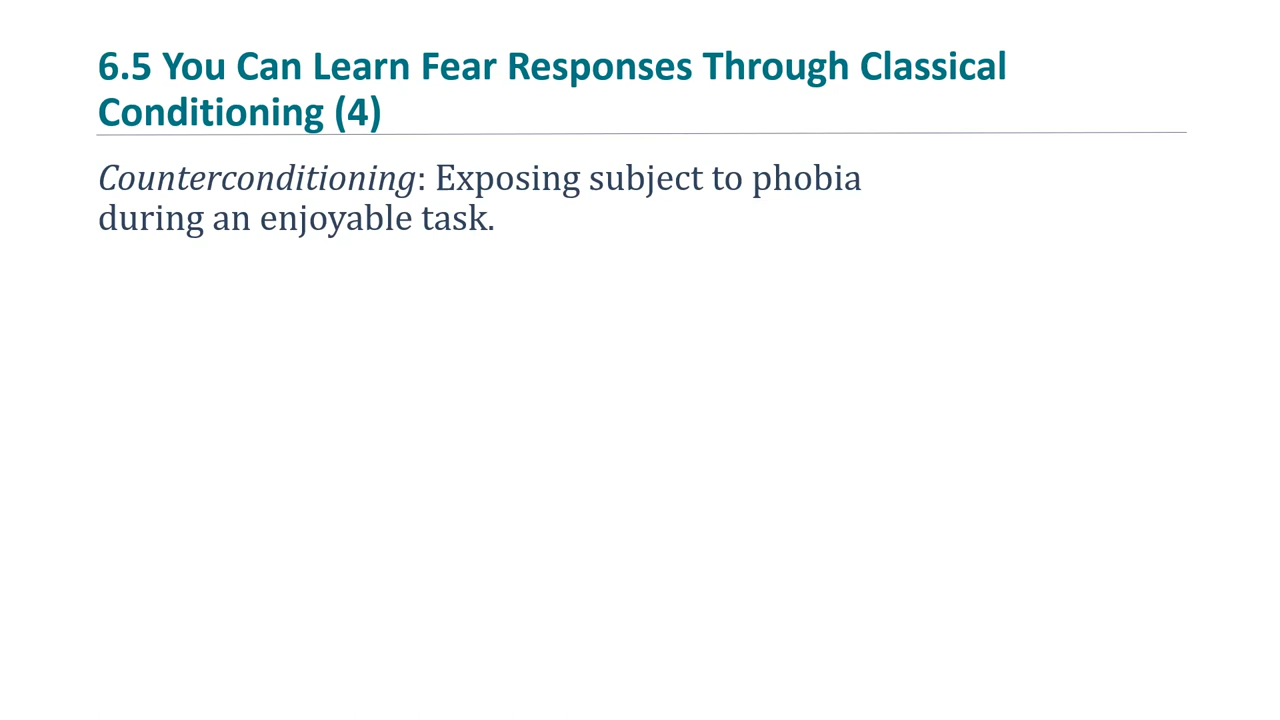 6.5 You Can Learn Fear Responses Through Classical
Conditioning (4)
Counterconditioning: Exposing subject to phobia
during an enjoyable task.